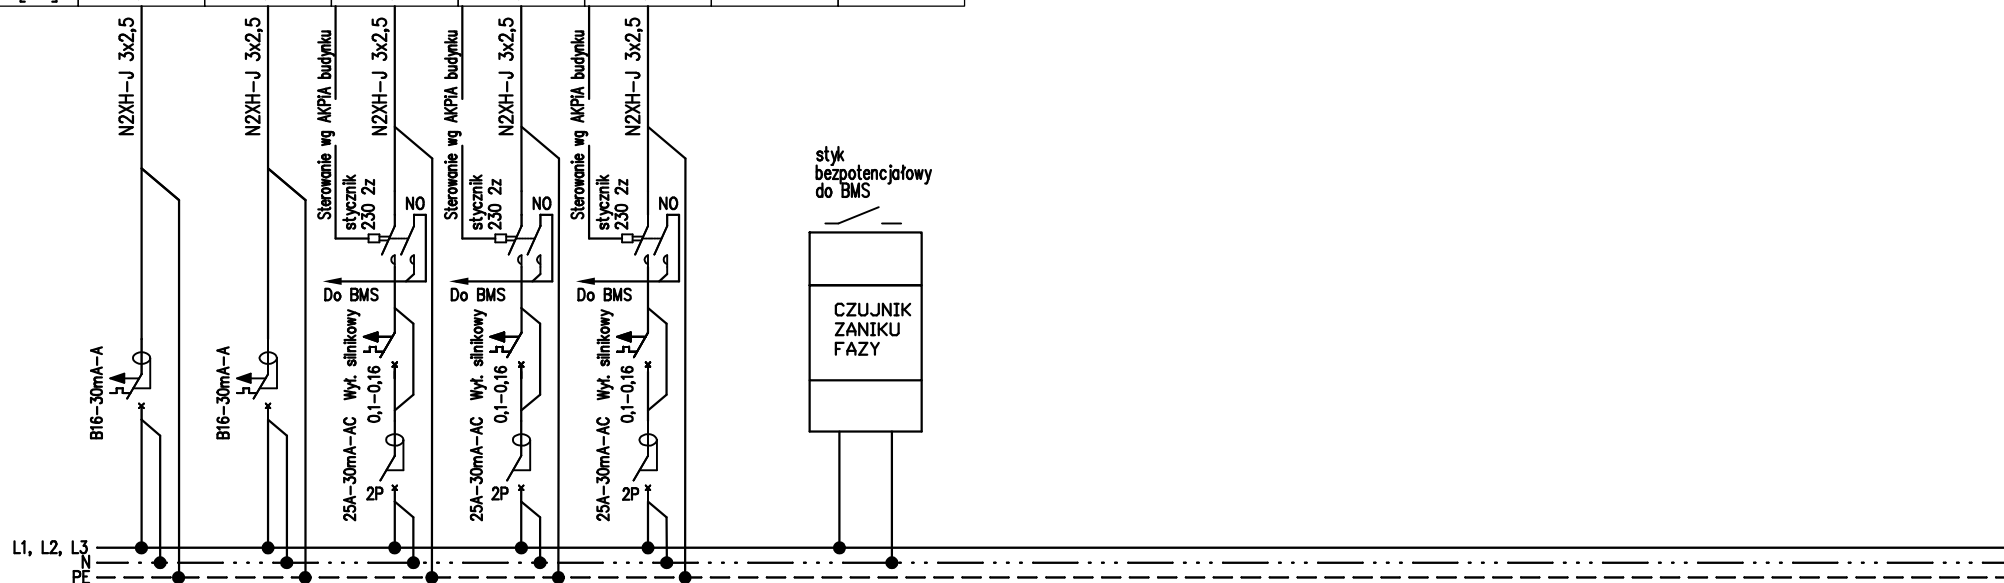 N2XH-J 3x2,5
B16-30mA-A
N2XH-J 3x2,5
B16-30mA-A
Sterowanie wg AKPiA budynku
N2XH-J 3x2,5
stycznik
230 2z
NO
Do BMS
Wył. silnikowy
0,1-0,16
25A-30mA-AC
2P
Sterowanie wg AKPiA budynku
N2XH-J 3x2,5
stycznik
230 2z
NO
Do BMS
Wył. silnikowy
0,1-0,16
25A-30mA-AC
2P
Sterowanie wg AKPiA budynku
N2XH-J 3x2,5
stycznik
230 2z
NO
Do BMS
Wył. silnikowy
0,1-0,16
25A-30mA-AC
2P
styk
bezpotencjałowy
do BMS
CZUJNIK
ZANIKU
FAZY
L1, L2, L3
N
PE